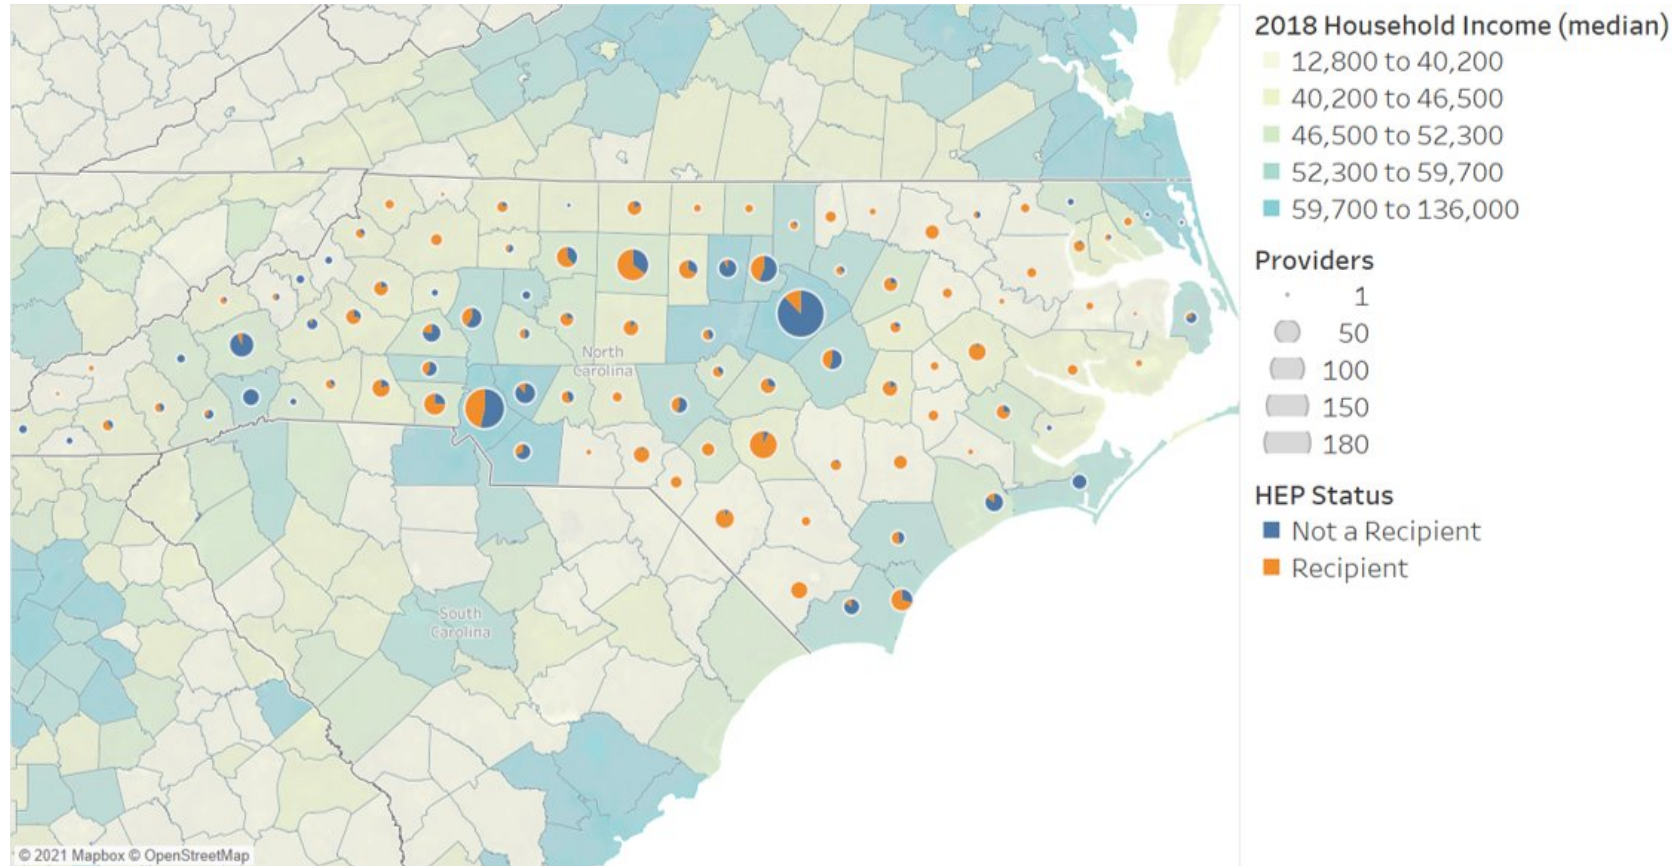 North
Carolina
South
Carolina
© 2021 Mapbox © OpenStreetMap
2018 Household Income (median)
12,800 to 40,200
40,200 to 46,500
46,500 to 52,300
52,300 to 59,700
59,700 to 136,000
Providers
1
50
100
150
180
HEP Status
Not a Recipient
Recipient